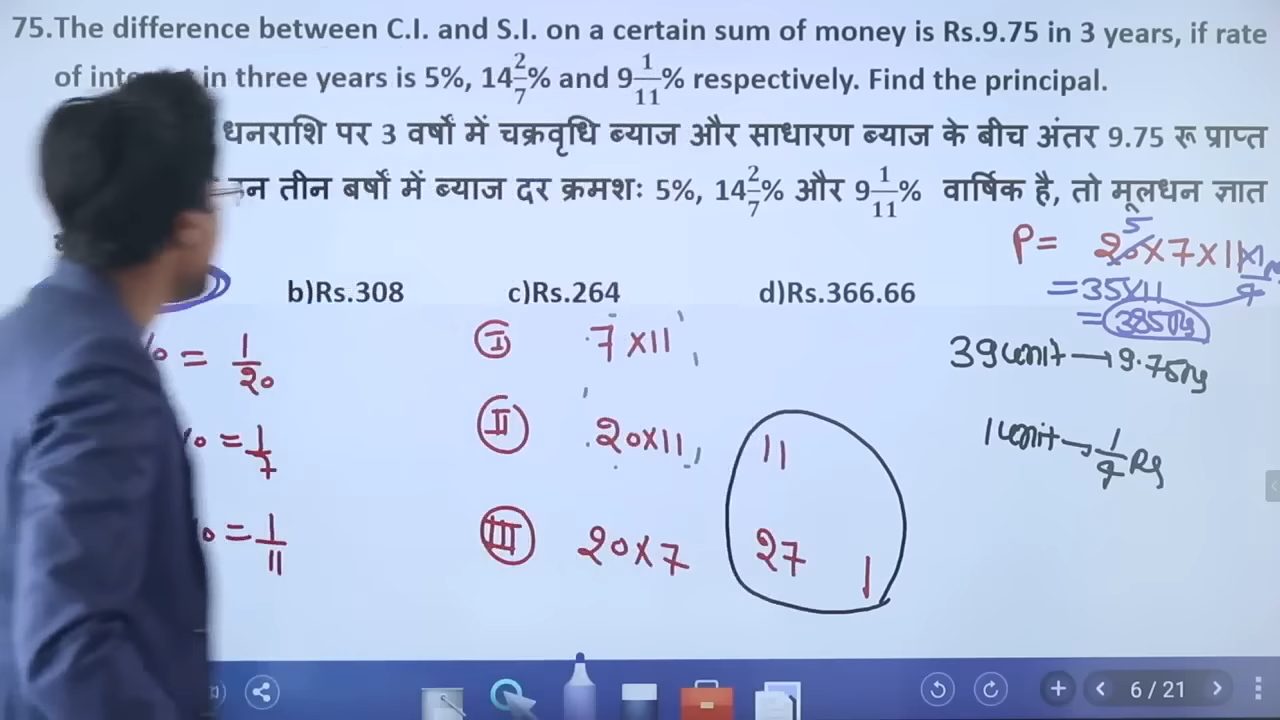 75.The difference between C.I. and S.I. on a certain sum of money is Rs.9.75 in 3 years, if rate
of in in three years is 5%, 14 2/7% and 9 1/11% respectively. Find the principal.
धनराशि पर 3 वर्षों में चक्रवृधि ब्याज और साधारण ब्याज के बीच अंतर 9.75 रू प्राप्त
तीन बर्षों में ब्याज दर क्रमशः 5%, 14 2/7% और 9 1/11% वार्षिक है, तो मूलधन ज्ञात
b)Rs.308 c)Rs.264 d)Rs.366.66
P = 20×7×11×1/4
5
= 35×11
= 385Rs
% = 1/20
% = 1/7
% = 1/11
I 7×11
II 20×11 11
III 20×7 27 1
39 unit → 9.75Rs
1 unit → 1/4 Rs
6 / 21